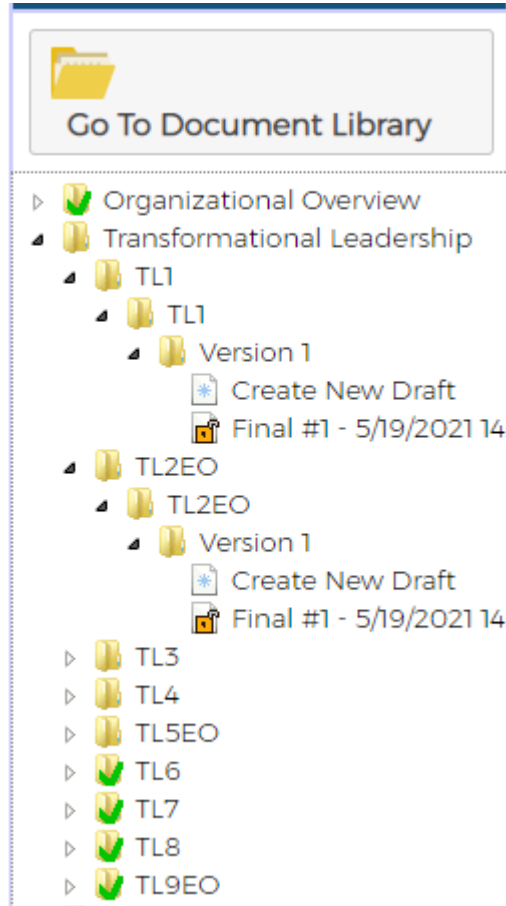 Go To Document Library
Organizational Overview
Transformational Leadership
TL1
TL1
Version 1
Create New Draft
Final #1 - 5/19/2021 14
TL2EO
TL2EO
Version 1
Create New Draft
Final #1 - 5/19/2021 14
TL3
TL4
TL5EO
TL6
TL7
TL8
TL9EO